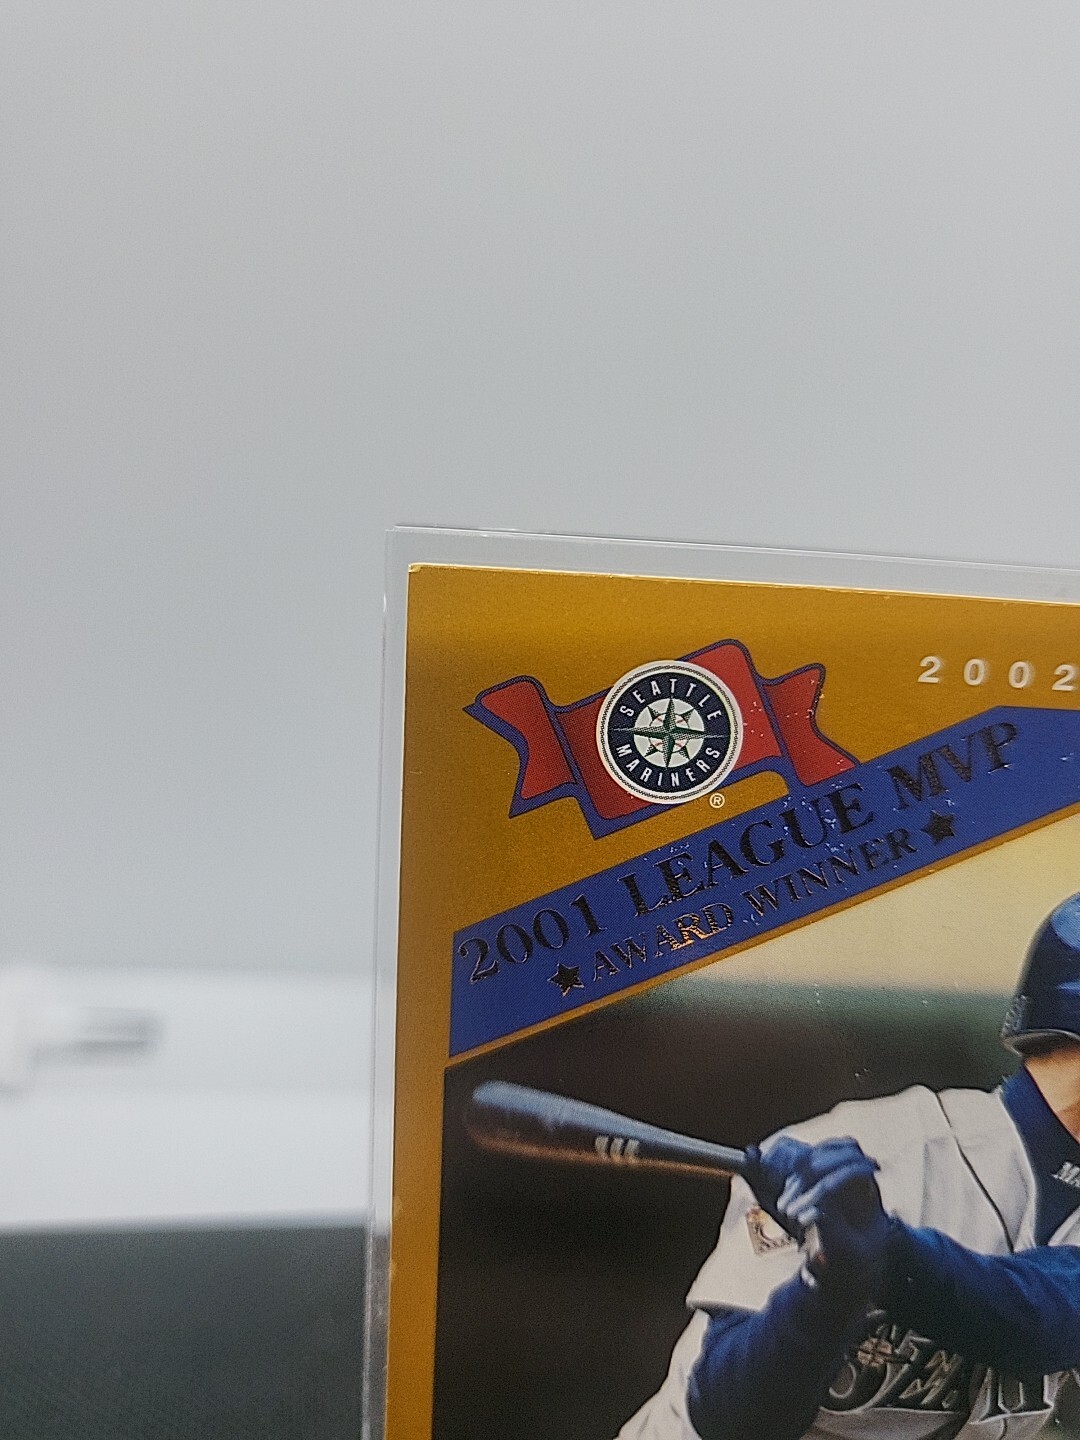 2002
SEATTLE
MARINERS
®
2001 LEAGUE MVP
★ AWARD WINNER ★